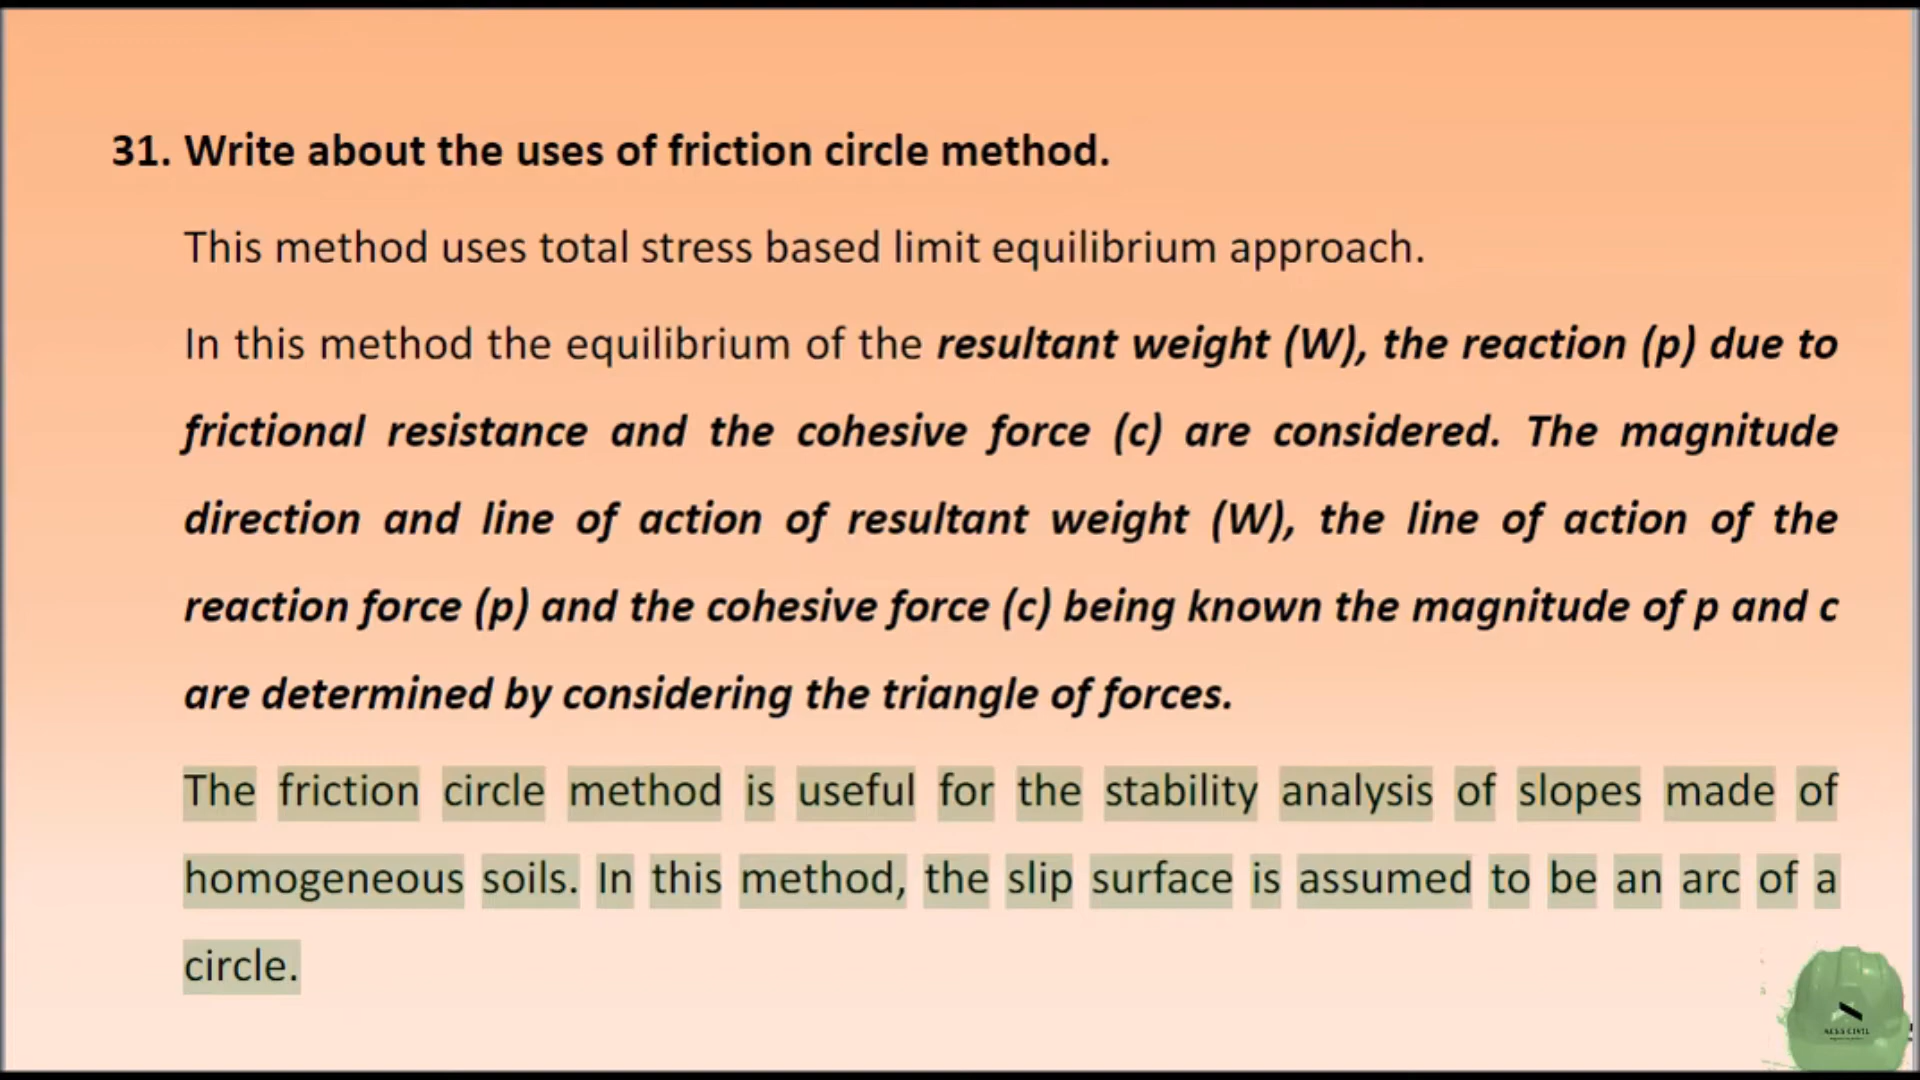 31. Write about the uses of friction circle method.
This method uses total stress based limit equilibrium approach.
In this method the equilibrium of the resultant weight (W), the reaction (p) due to
frictional resistance and the cohesive force (c) are considered. The magnitude
direction and line of action of resultant weight (W), the line of action of the
reaction force (p) and the cohesive force (c) being known the magnitude of p and c
are determined by considering the triangle of forces.
The friction circle method is useful for the stability analysis of slopes made of
homogeneous soils. In this method, the slip surface is assumed to be an arc of a
circle.
CIVIL